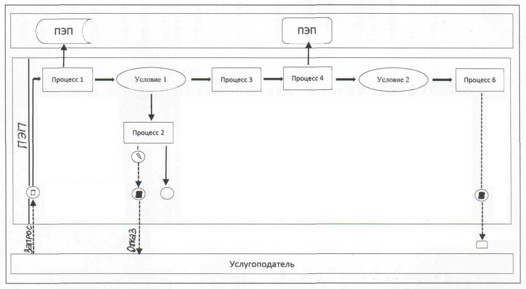 ПЭП
ПЭП
Процесс 1
Условие 1
Процесс 3
Процесс 4
Условие 2
Процесс 6
Процесс 2
ПЭП
Запрос
Отказ
Услугоподатель